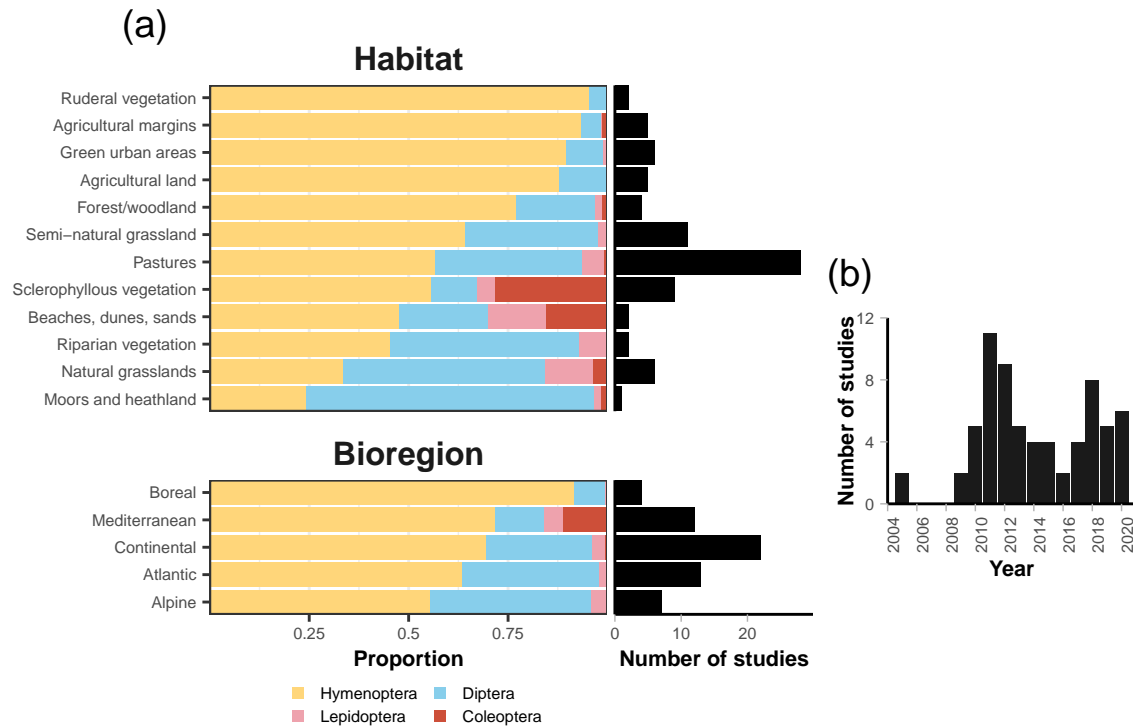 (a)
Habitat
Ruderal vegetation
Agricultural margins
Green urban areas
Agricultural land
Forest/woodland
Semi−natural grassland
Pastures
Sclerophyllous vegetation
Beaches, dunes, sands
Riparian vegetation
Natural grasslands
Moors and heathland
Bioregion
Boreal
Mediterranean
Continental
Atlantic
Alpine
0.25 0.5 0.75
Proportion
0 10 20
Number of studies
Hymenoptera Diptera
Lepidoptera Coleoptera
(b)
Number of studies
12
8
4
0
2004 2006 2008 2010 2012 2014 2016 2018 2020
Year